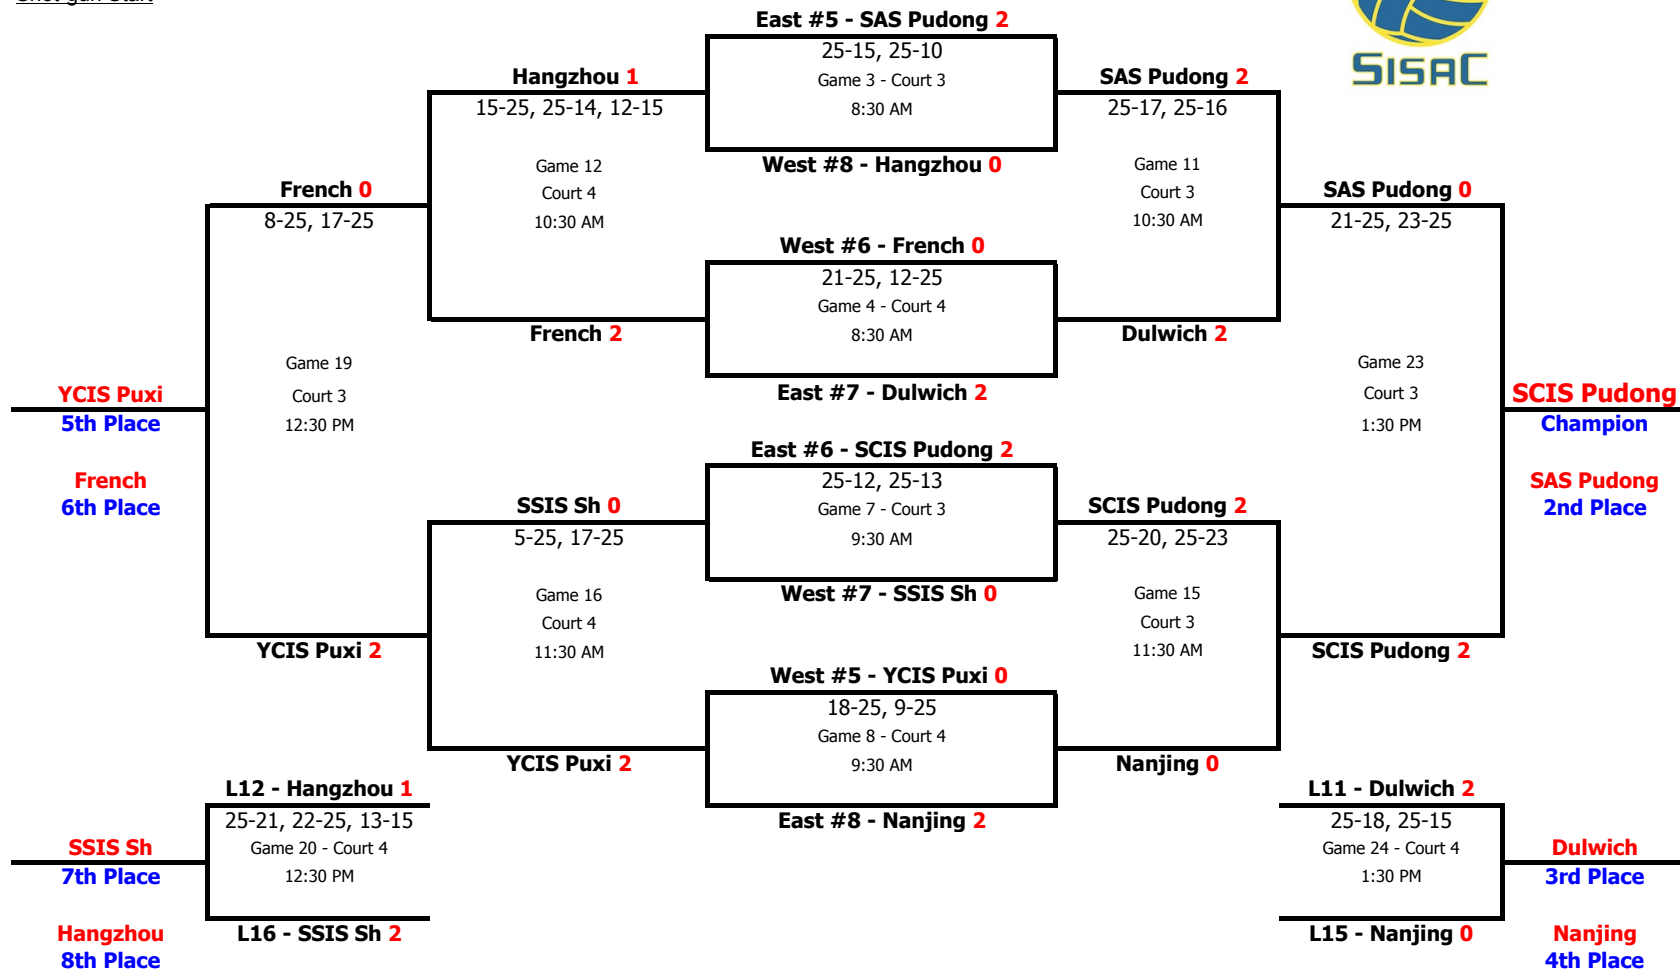 Shot gun Start
SISAC
East #5 - SAS Pudong 2
25-15, 25-10
Game 3 - Court 3
8:30 AM
West #8 - Hangzhou 0
Hangzhou 1
15-25, 25-14, 12-15
Game 12
Court 4
10:30 AM
French 2
SAS Pudong 2
25-17, 25-16
Game 11
Court 3
10:30 AM
Dulwich 2
West #6 - French 0
21-25, 12-25
Game 4 - Court 4
8:30 AM
East #7 - Dulwich 2
French 0
8-25, 17-25
Game 19
Court 3
12:30 PM
YCIS Puxi 2
SAS Pudong 0
21-25, 23-25
Game 23
Court 3
1:30 PM
SCIS Pudong 2
YCIS Puxi
5th Place
French
6th Place
SCIS Pudong
Champion
SAS Pudong
2nd Place
East #6 - SCIS Pudong 2
25-12, 25-13
Game 7 - Court 3
9:30 AM
West #7 - SSIS Sh 0
SSIS Sh 0
5-25, 17-25
Game 16
Court 4
11:30 AM
YCIS Puxi 2
SCIS Pudong 2
25-20, 25-23
Game 15
Court 3
11:30 AM
Nanjing 0
West #5 - YCIS Puxi 0
18-25, 9-25
Game 8 - Court 4
9:30 AM
East #8 - Nanjing 2
L12 - Hangzhou 1
25-21, 22-25, 13-15
Game 20 - Court 4
12:30 PM
L16 - SSIS Sh 2
SSIS Sh
7th Place
Hangzhou
8th Place
L11 - Dulwich 2
25-18, 25-15
Game 24 - Court 4
1:30 PM
L15 - Nanjing 0
Dulwich
3rd Place
Nanjing
4th Place